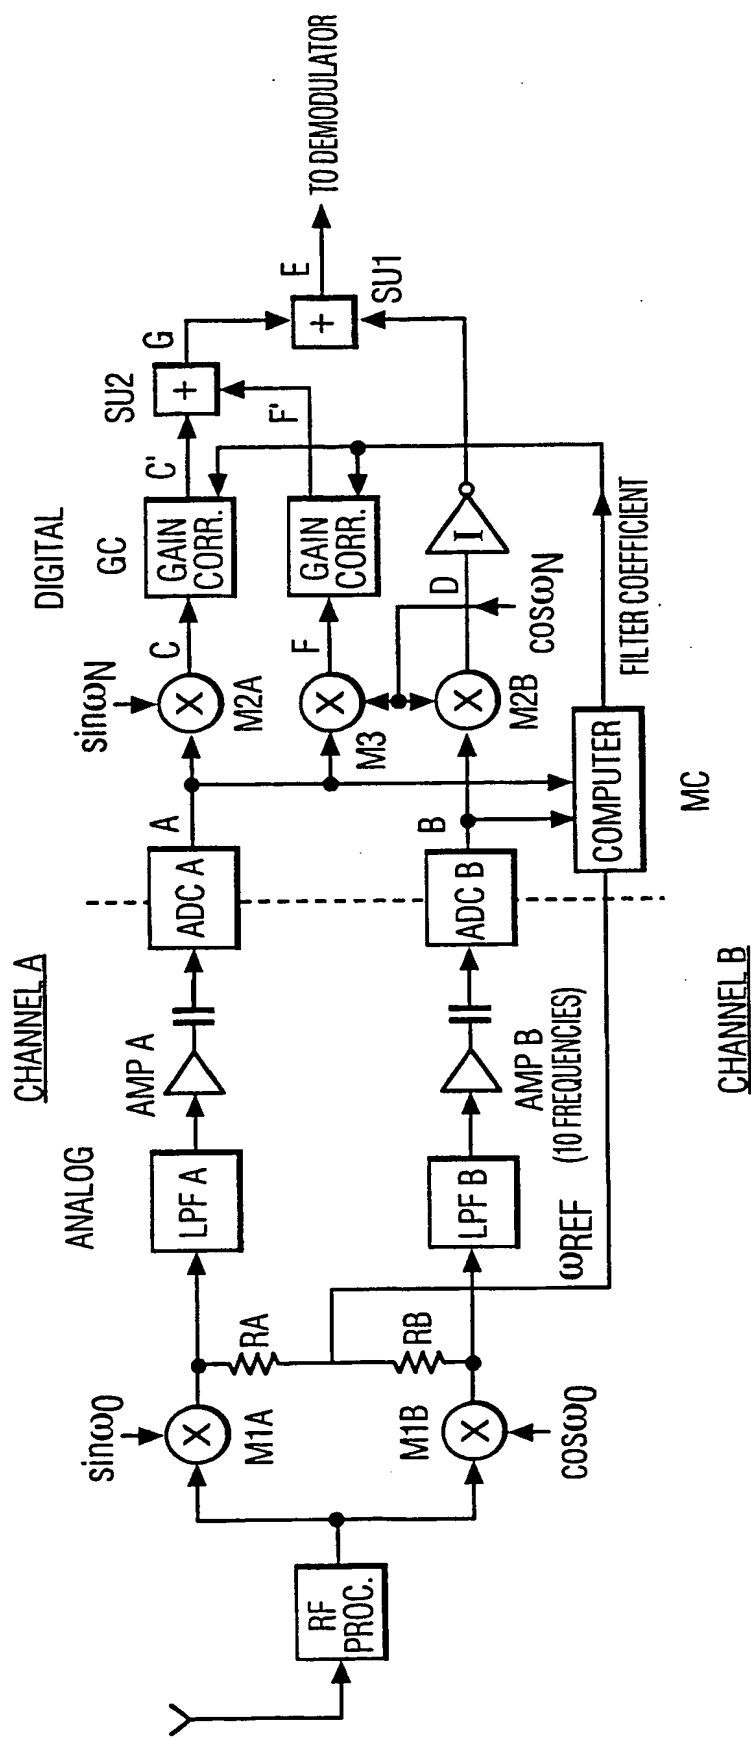 CHANNEL A
ANALOG
DIGITAL
RF
PROC.
sinω0
M1A
RA
LPF A
AMP A
ADC A
A
sinωN
M2A
C
GC
GAIN
CORR.
C'
SU2
+
G
X
M3
F
GAIN
CORR.
F'
+
E
SU1
TO DEMODULATOR
X
X
cosω0
M1B
X
RB
LPF B
AMP B
(10 FREQUENCIES)
ADC B
B
X
M2B
D
cosωN
I
ωREF
COMPUTER
MC
FILTER COEFFICIENT
CHANNEL B